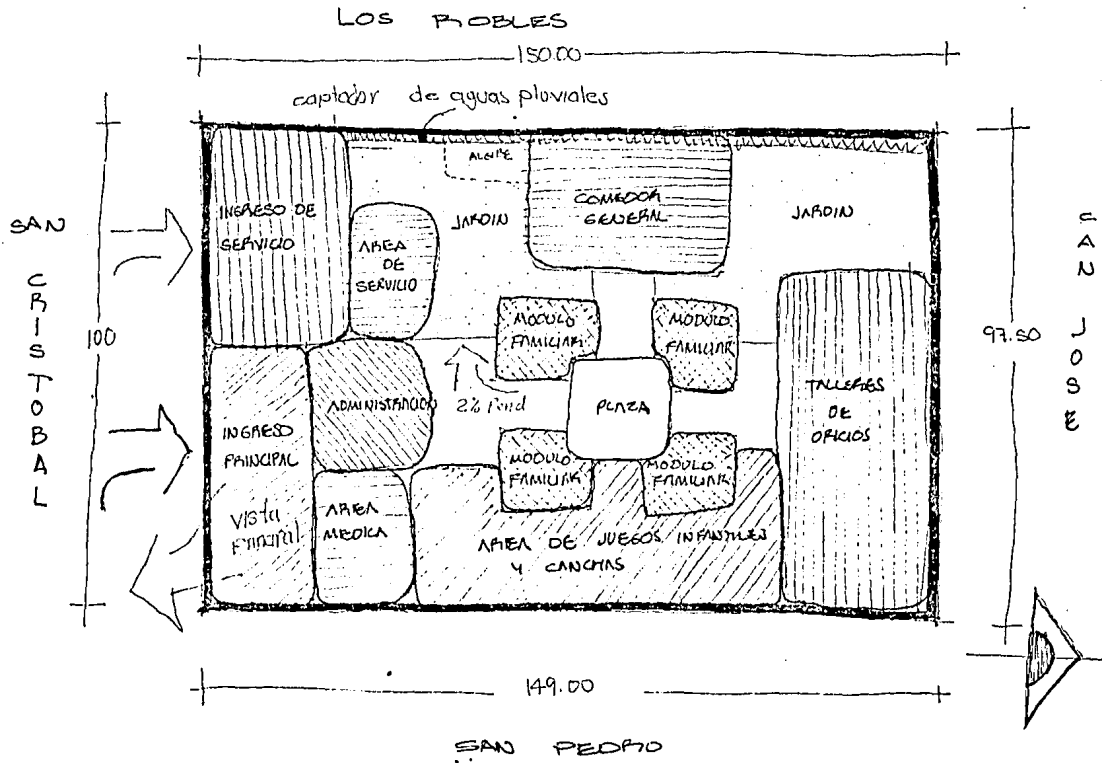 LOS ROBLES
150.00
captador de aguas pluviales
SAN
CRISTOBAL
100
INGRESO DE
SERVICIO
AREA
DE
SERVICIO
JARDIN
ALJIBE
COMEDOR
GENERAL
JARDIN
SAN JOSE
97.50
MODULO
FAMILIAR
MODULO
FAMILIAR
TALLERES
DE
OFICIOS
ADMINISTRACION
2% Pend
PLAZA
INGRESO
PRINCIPAL
MODULO
FAMILIAR
MODULO
FAMILIAR
Vista
AREA
MEDICA
AREA DE JUEGOS INFANTILES
Y CANCHAS
149.00
SAN PEDRO